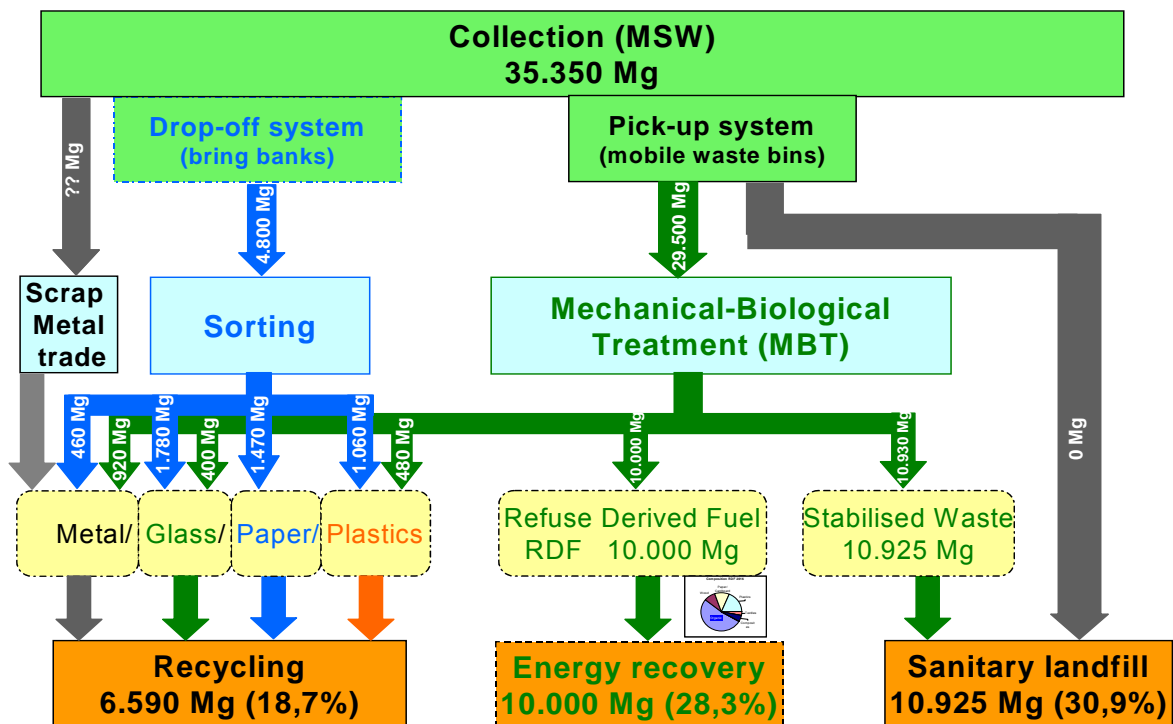 Collection (MSW)
35.350 Mg
Drop-off system
(bring banks)
Pick-up system
(mobile waste bins)
?? Mg
4.800 Mg
29.500 Mg
Scrap
Metal
trade
Sorting
Mechanical-Biological
Treatment (MBT)
0 Mg
460 Mg
920 Mg
1.780 Mg
400 Mg
1.470 Mg
1.060 Mg
480 Mg
10.000 Mg
10.930 Mg
Metal/ Glass/ Paper/ Plastics
Refuse Derived Fuel
RDF 10.000 Mg
Stabilised Waste
10.925 Mg
Recycling
6.590 Mg (18,7%)
Energy recovery
10.000 Mg (28,3%)
Sanitary landfill
10.925 Mg (30,9%)